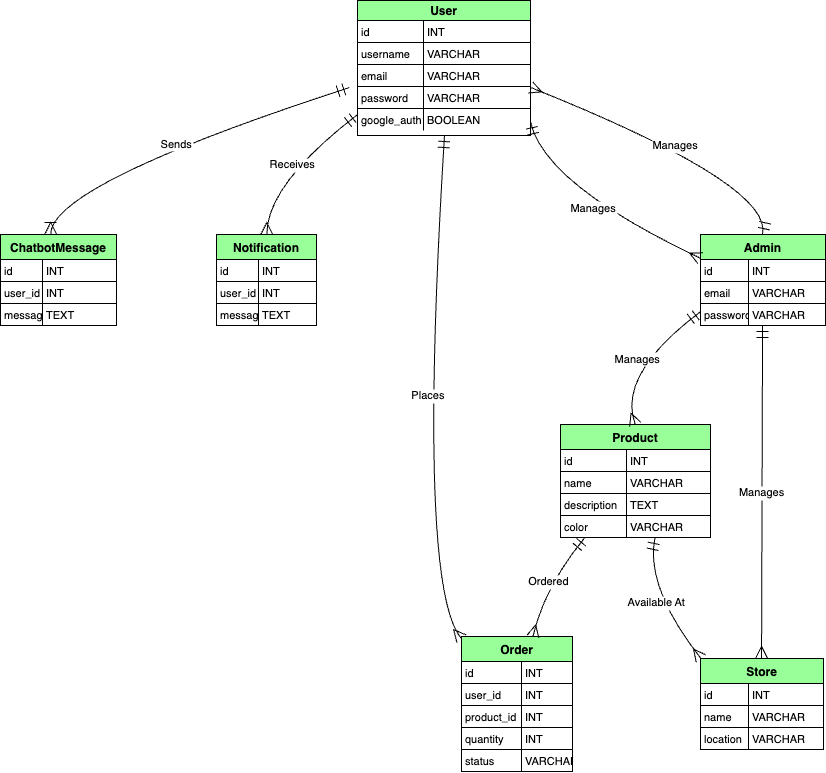 User
id INT
username VARCHAR
email VARCHAR
password VARCHAR
google_auth BOOLEAN
Sends
Receives
Manages
Manages
ChatbotMessage
id INT
user_id INT
messag TEXT
Notification
id INT
user_id INT
messag TEXT
Admin
id INT
email VARCHAR
password VARCHAR
Places
Manages
Manages
Product
id INT
name VARCHAR
description TEXT
color VARCHAR
Ordered
Available At
Order
id INT
user_id INT
product_id INT
quantity INT
status VARCHAI
Store
id INT
name VARCHAR
location VARCHAR